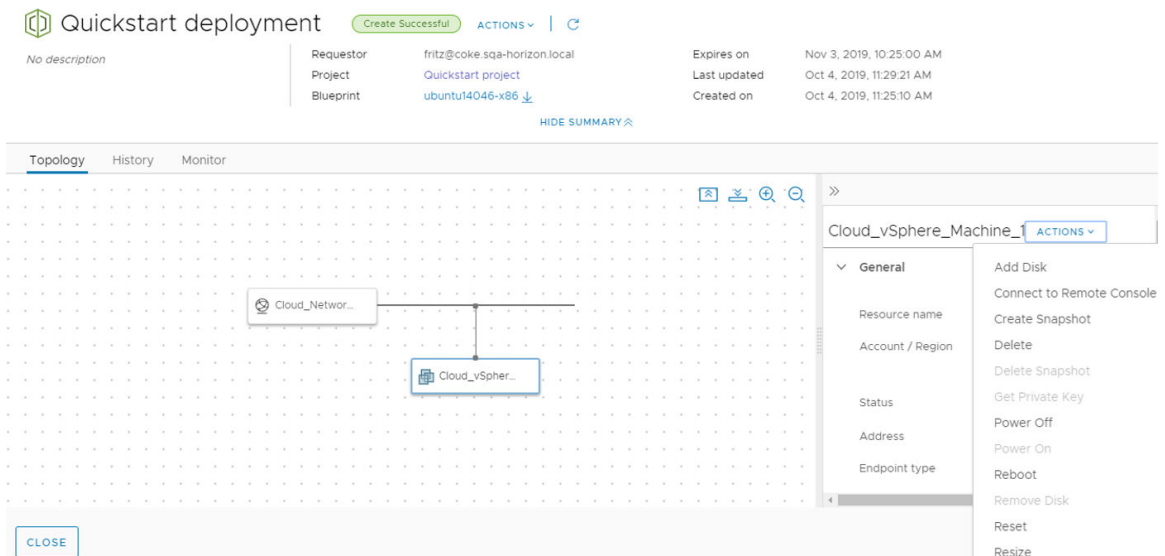 Quickstart deployment Create Successful ACTIONS
No description
Requestor fritz@coke.sqa-horizon.local Expires on Nov 3, 2019, 10:25:00 AM
Project Quickstart project Last updated Oct 4, 2019, 11:29:21 AM
Blueprint ubuntu14046-x86 Created on Oct 4, 2019, 11:25:10 AM
HIDE SUMMARY
Topology History Monitor
Cloud_vSphere_Machine_1 ACTIONS
General
Resource name
Account / Region
Status
Address
Endpoint type
Add Disk
Connect to Remote Console
Create Snapshot
Delete
Delete Snapshot
Get Private Key
Power Off
Power On
Reboot
Remove Disk
Reset
Resize
Cloud_Networ...
Cloud_vSpher...
CLOSE